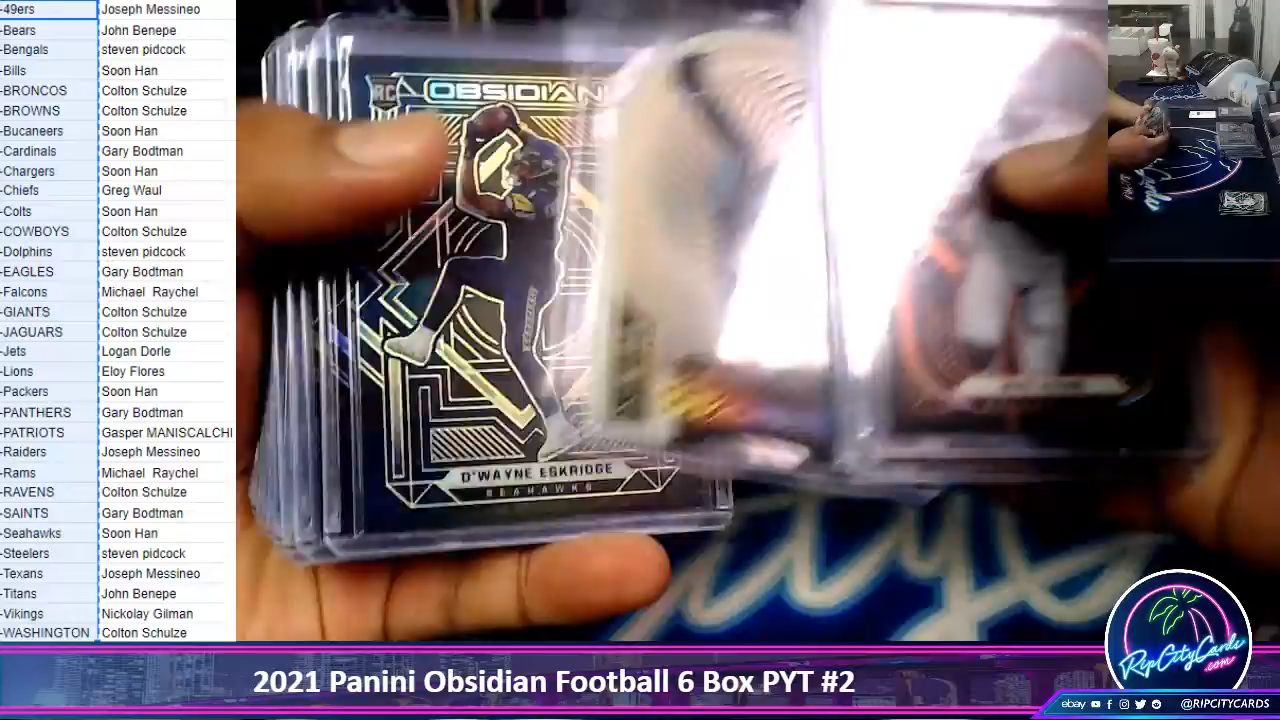 -49ers Joseph Messineo
-Bears John Benepe
-Bengals steven pidcock
-Bills Soon Han
-BRONCOS Colton Schulze
-BROWNS Colton Schulze
-Bucaneers Soon Han
-Cardinals Gary Bodtman
-Chargers Soon Han
-Chiefs Greg Waul
-Colts Soon Han
-COWBOYS Colton Schulze
-Dolphins steven pidcock
-EAGLES Gary Bodtman
-Falcons Michael Raychel
-GIANTS Colton Schulze
-JAGUARS Colton Schulze
-Jets Logan Dorle
-Lions Eloy Flores
-Packers Soon Han
-PANTHERS Gary Bodtman
-PATRIOTS Gasper MANISCALCHI
-Raiders Joseph Messineo
-Rams Michael Raychel
-RAVENS Colton Schulze
-SAINTS Gary Bodtman
-Seahawks Soon Han
-Steelers steven pidcock
-Texans Joseph Messineo
-Titans John Benepe
-Vikings Nickolay Gilman
-WASHINGTON Colton Schulze
RC OBSIDIAN
D'WAYNE ESKRIDGE
SEAHAWKS
2021 Panini Obsidian Football 6 Box PYT #2
RipCityCards
.com
ebay @RIPCITYCARDS